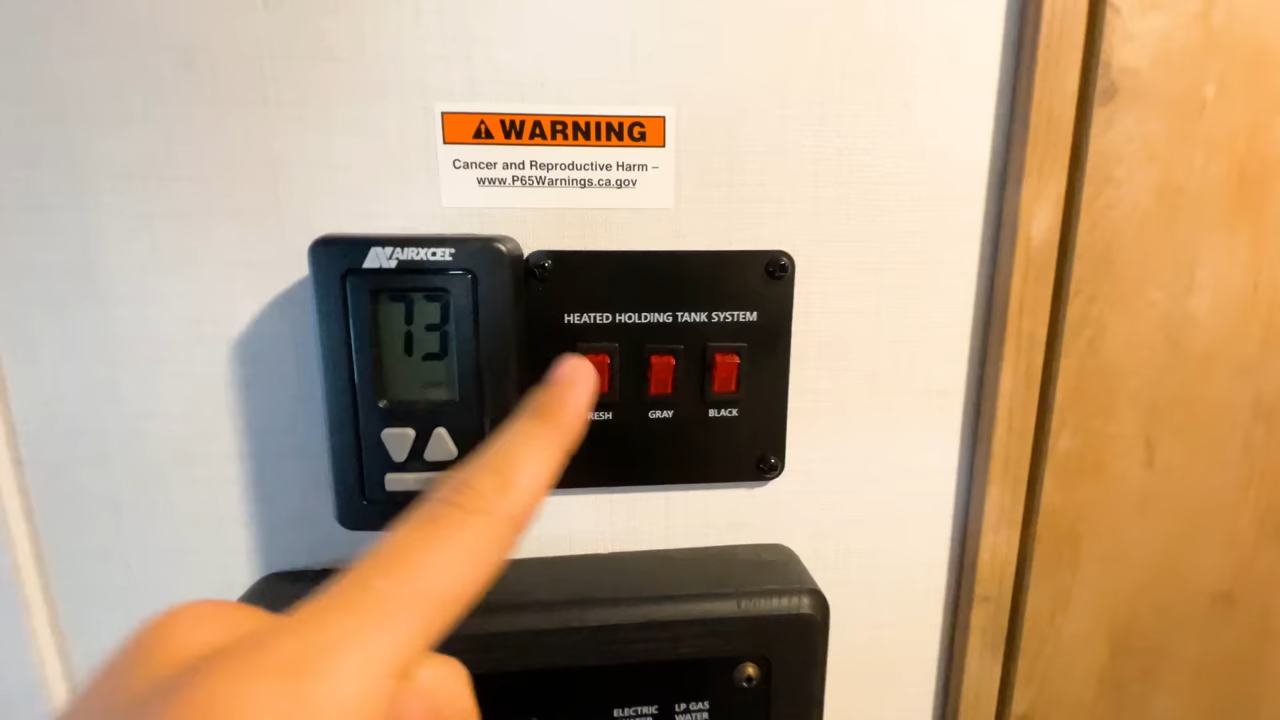 WARNING
Cancer and Reproductive Harm –
www.P65Warnings.ca.gov
AIRXCEL
73
HEATED HOLDING TANK SYSTEM
RESH GRAY BLACK
ELECTRIC LP GAS
WATER WATER